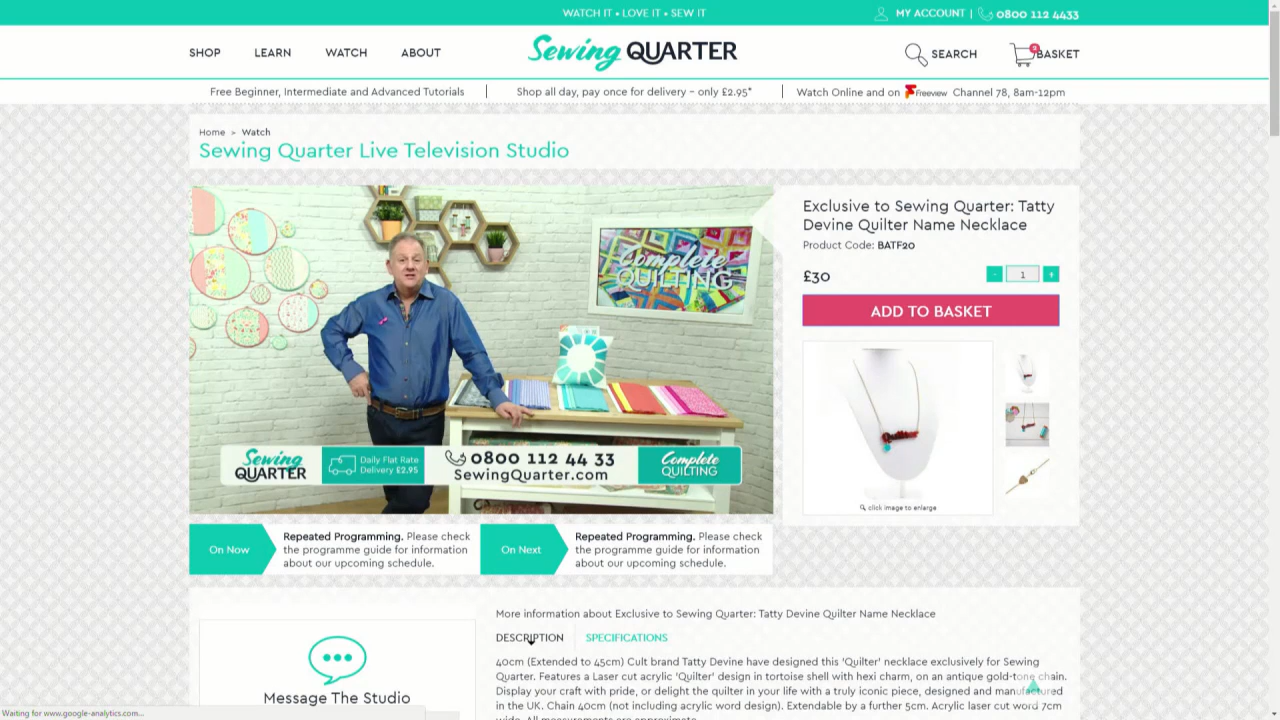 WATCH IT • LOVE IT • SEW IT
MY ACCOUNT | 0800 112 4433
SHOP LEARN WATCH ABOUT
Sewing QUARTER
SEARCH
BASKET
Free Beginner, Intermediate and Advanced Tutorials
Shop all day, pay once for delivery - only £2.95*
Watch Online and on Freeview Channel 78, 8am-12pm
Home > Watch
Sewing Quarter Live Television Studio
Complete
QUILTING
Sewing
QUARTER
Daily Flat Rate
Delivery £2.95
0800 112 44 33
SewingQuarter.com
Complete
QUILTING
Exclusive to Sewing Quarter: Tatty
Devine Quilter Name Necklace
Product Code: BATF20
£30
- 1 +
ADD TO BASKET
click image to enlarge
On Now
Repeated Programming. Please check
the programme guide for information
about our upcoming schedule.
On Next
Repeated Programming. Please check
the programme guide for information
about our upcoming schedule.
Message The Studio
More information about Exclusive to Sewing Quarter: Tatty Devine Quilter Name Necklace
DESCRIPTION SPECIFICATIONS
40cm (Extended to 45cm) Cult brand Tatty Devine have designed this 'Quilter' necklace exclusively for Sewing
Quarter. Features a Laser cut acrylic 'Quilter' design in tortoise shell with hexi charm, on an antique gold-tone chain.
Display your craft with pride, or delight the quilter in your life with a truly iconic piece, designed and manufactured
in the UK. Chain 40cm (not including acrylic word design). Extendable by a further 5cm. Acrylic laser cut word 7cm
wide. All measurements are approximate.
Waiting for www.google-analytics.com...